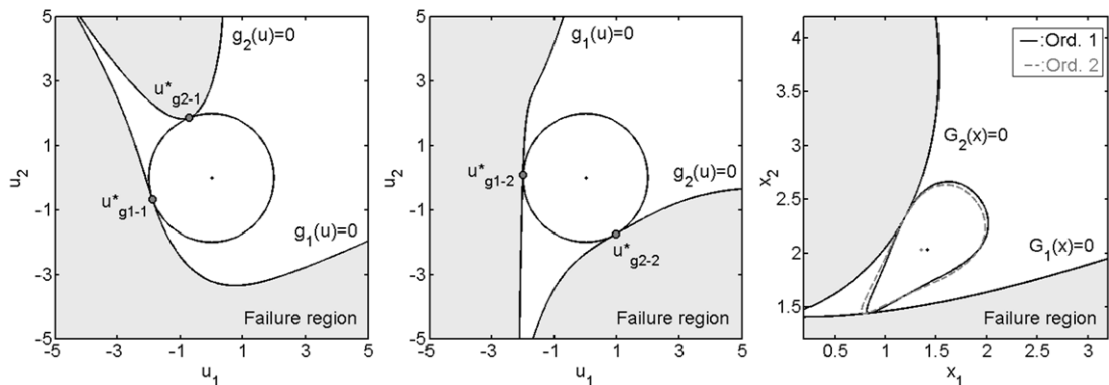 5
3
1
-1
-3
-5
-5
-3
-1
1
3
5
u2
u1
g2(u)=0
u*g2-1
u*g1-1
g1(u)=0
Failure region
5
3
1
-1
-3
-5
-5
-3
-1
1
3
5
u2
u1
g1(u)=0
u*g1-2
g2(u)=0
u*g2-2
Failure region
4
3.5
3
2.5
2
1.5
0.5
1
1.5
2
2.5
3
x2
x1
—:Ord. 1
--:Ord. 2
G2(x)=0
G1(x)=0
Failure region